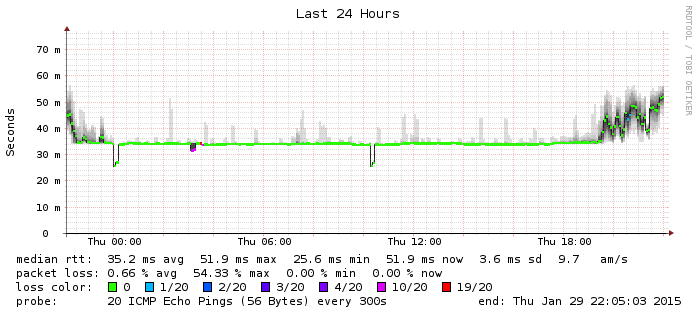 Last 24 Hours
RRDTOOL / TOBI OETIKER
Seconds
70 m
60 m
50 m
40 m
30 m
20 m
10 m
0
Thu 00:00 Thu 06:00 Thu 12:00 Thu 18:00
median rtt: 35.2 ms avg 51.9 ms max 25.6 ms min 51.9 ms now 3.6 ms sd 9.7 am/s
packet loss: 0.66 % avg 54.33 % max 0.00 % min 0.00 % now
loss color: 0 1/20 2/20 3/20 4/20 10/20 19/20
probe: 20 ICMP Echo Pings (56 Bytes) every 300s end: Thu Jan 29 22:05:03 2015